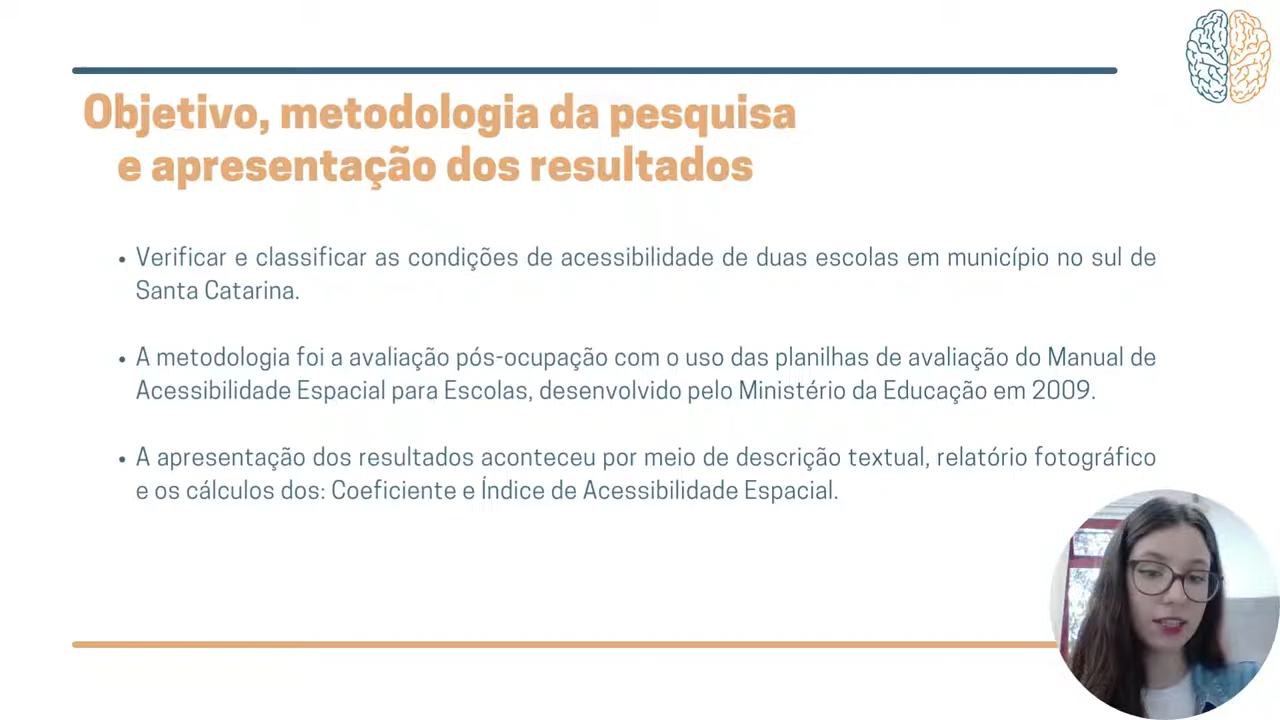 Objetivo, metodologia da pesquisa
e apresentação dos resultados
• Verificar e classificar as condições de acessibilidade de duas escolas em município no sul de
Santa Catarina.
• A metodologia foi a avaliação pós-ocupação com o uso das planilhas de avaliação do Manual de
Acessibilidade Espacial para Escolas, desenvolvido pelo Ministério da Educação em 2009.
• A apresentação dos resultados aconteceu por meio de descrição textual, relatório fotográfico
e os cálculos dos: Coeficiente e Índice de Acessibilidade Espacial.